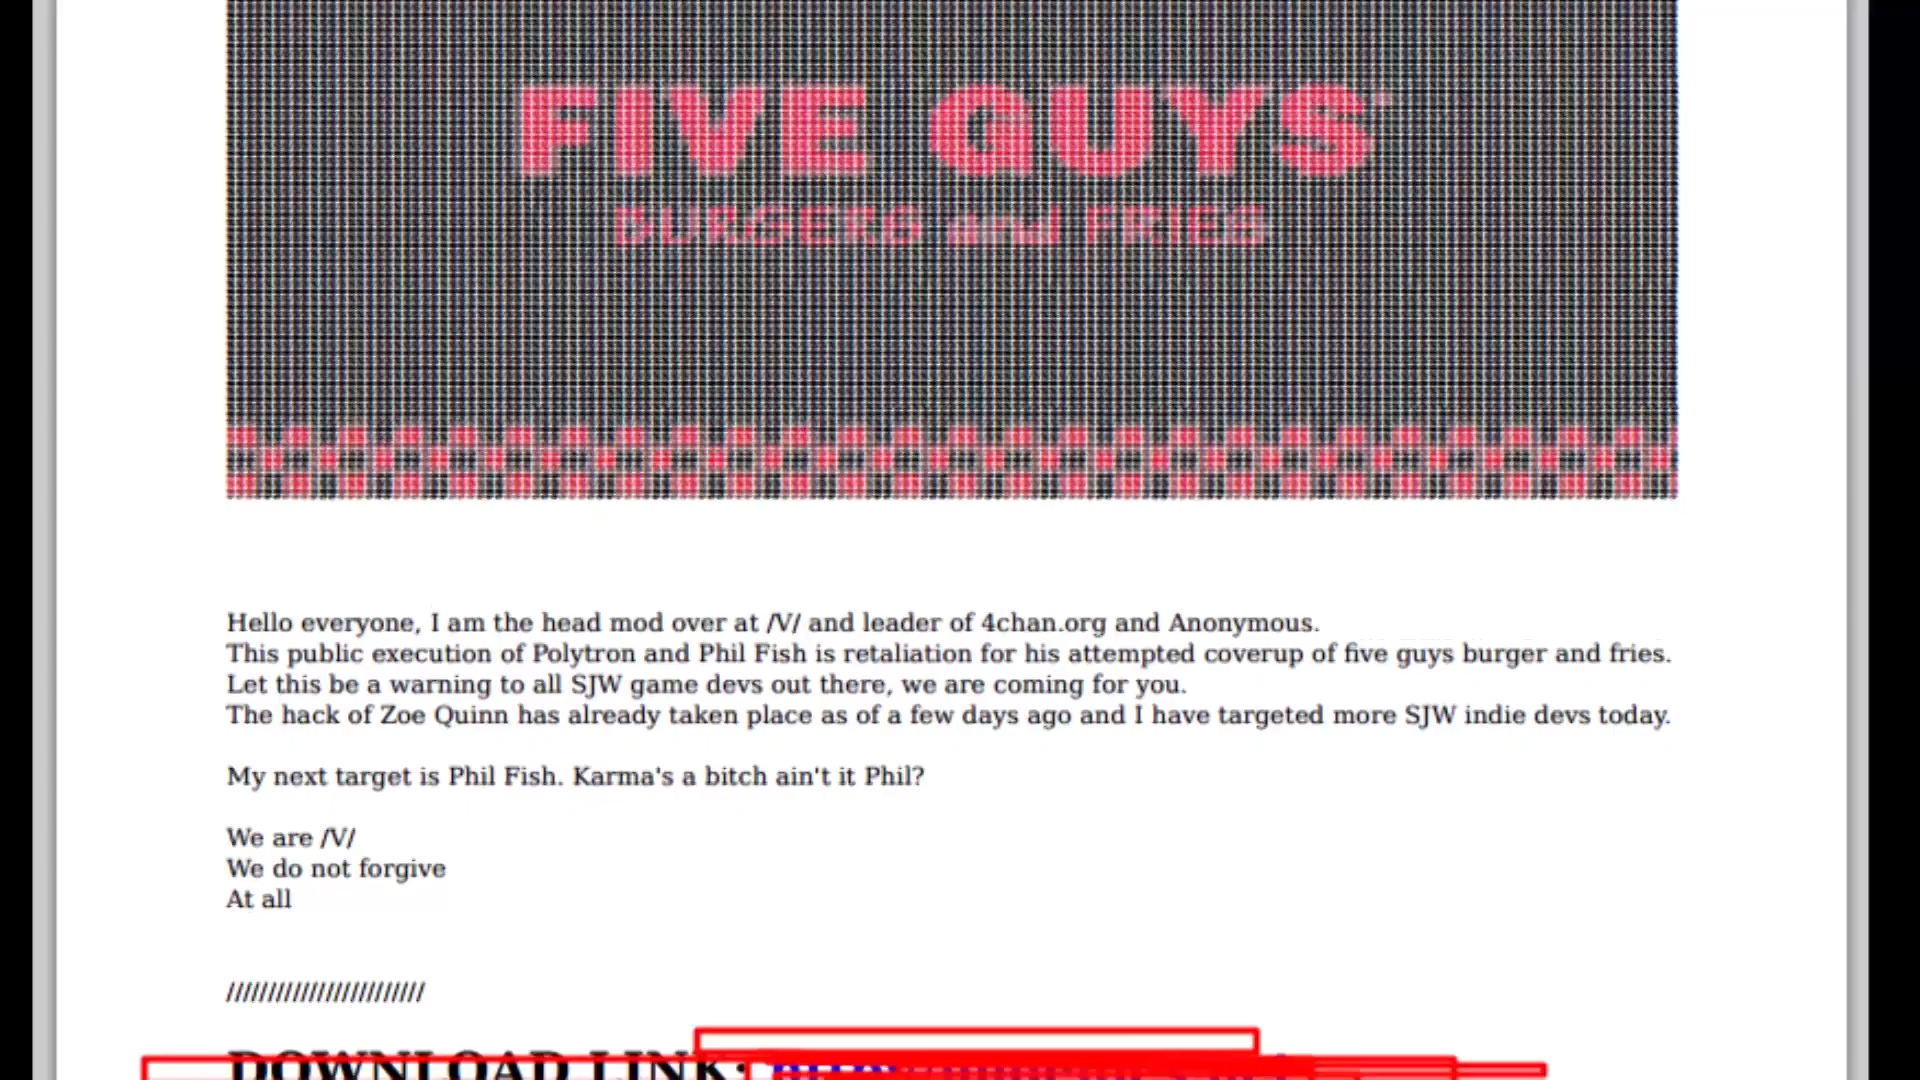 FIVE GUYS
BURGERS and FRIES
Hello everyone, I am the head mod over at /V/ and leader of 4chan.org and Anonymous.
This public execution of Polytron and Phil Fish is retaliation for his attempted coverup of five guys burger and fries.
Let this be a warning to all SJW game devs out there, we are coming for you.
The hack of Zoe Quinn has already taken place as of a few days ago and I have targeted more SJW indie devs today.
My next target is Phil Fish. Karma's a bitch ain't it Phil?
We are /V/
We do not forgive
At all
////////////////////////
DOWNLOAD LINK: